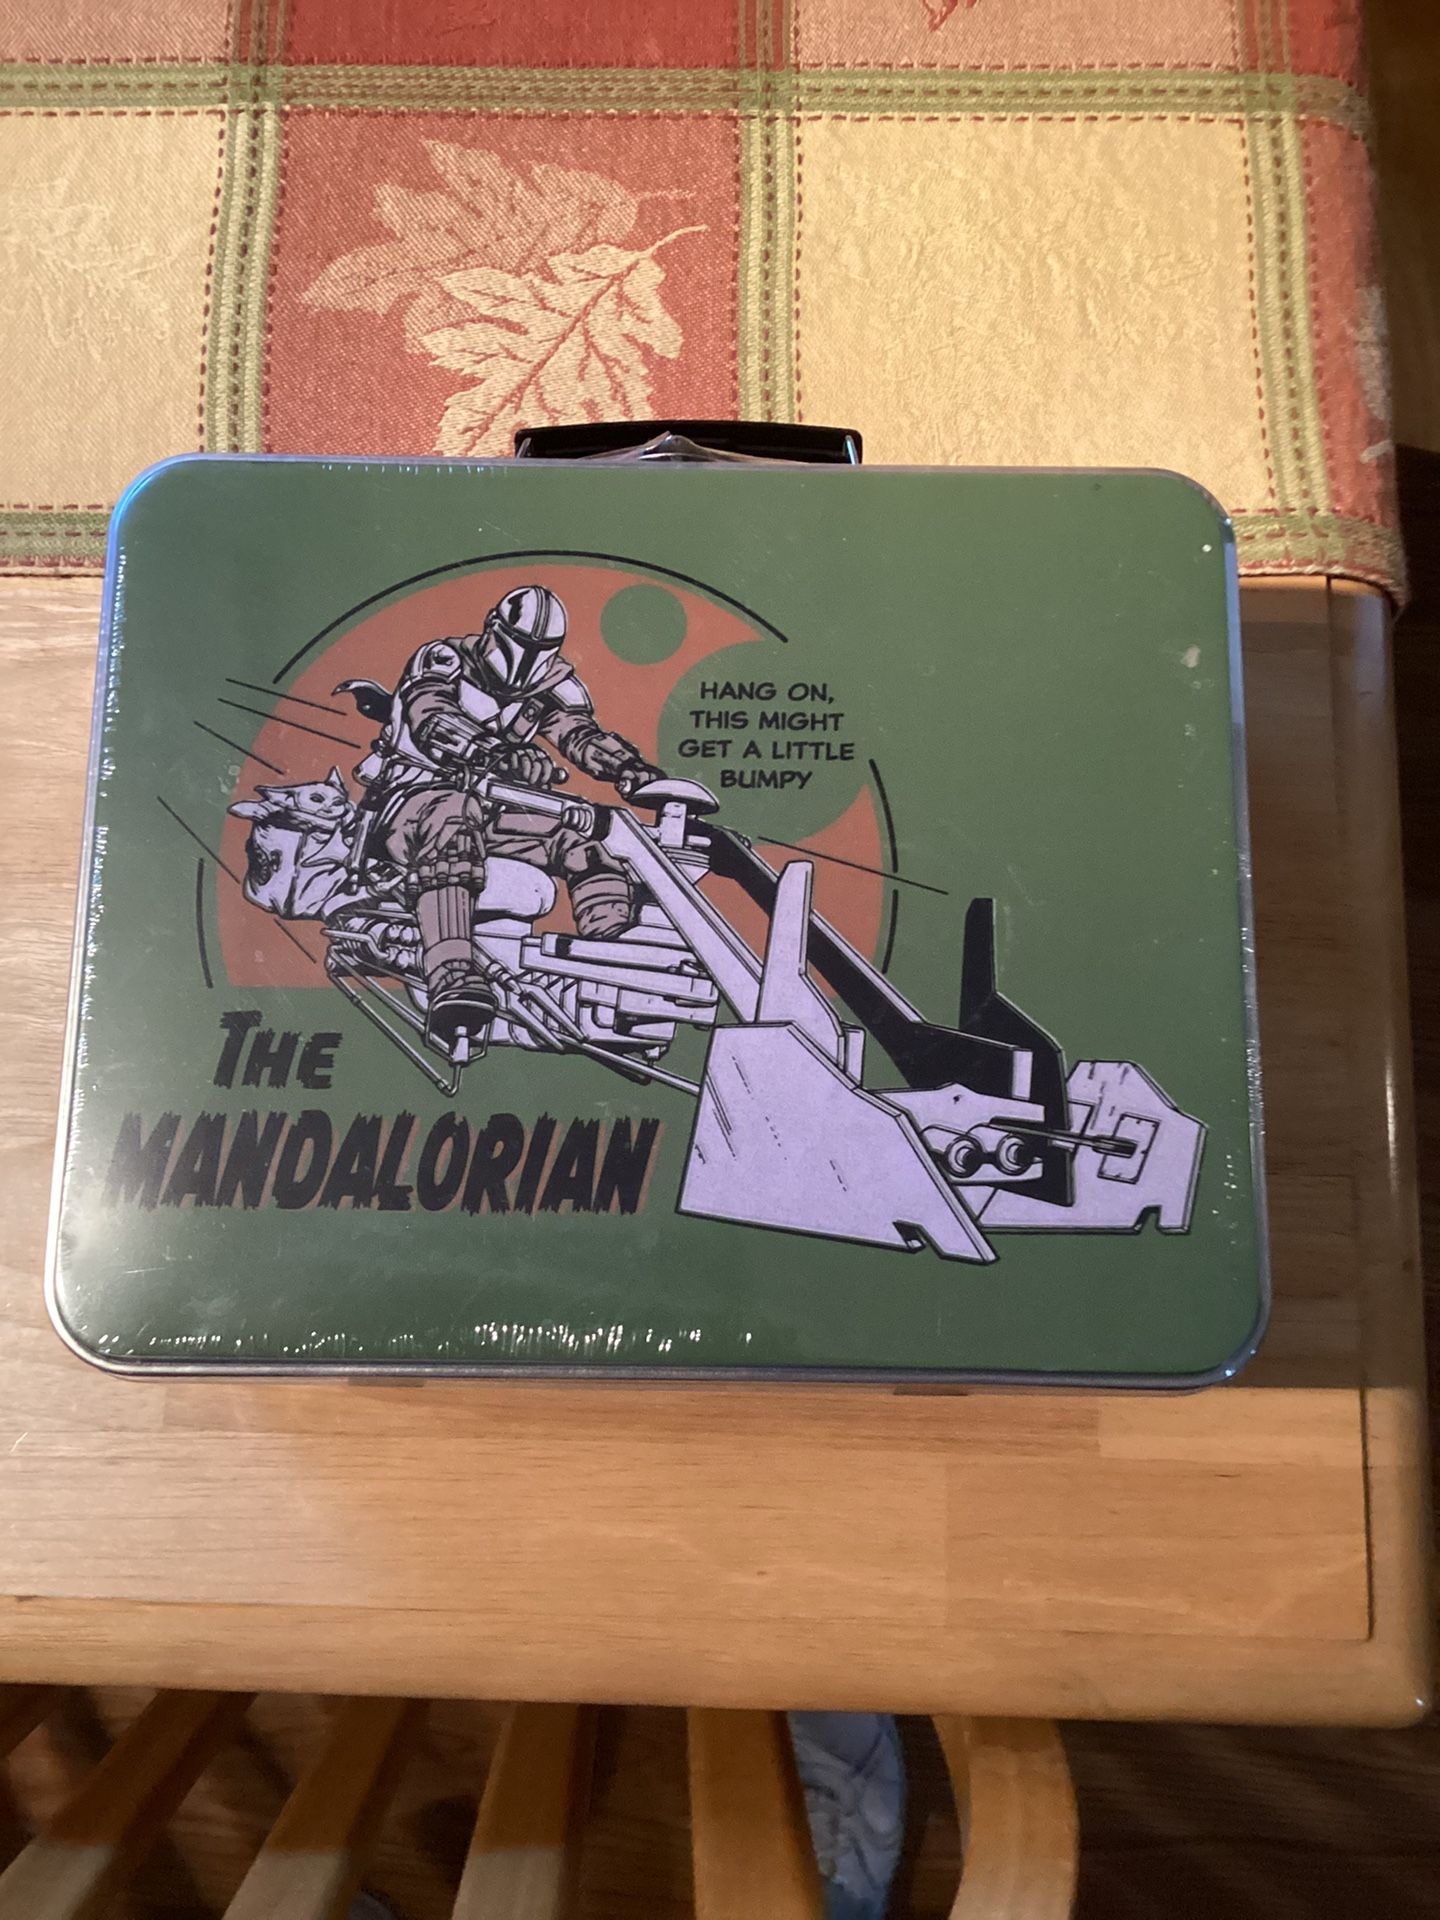 HANG ON,
THIS MIGHT
GET A LITTLE
BUMPY
THE
MANDALORIAN